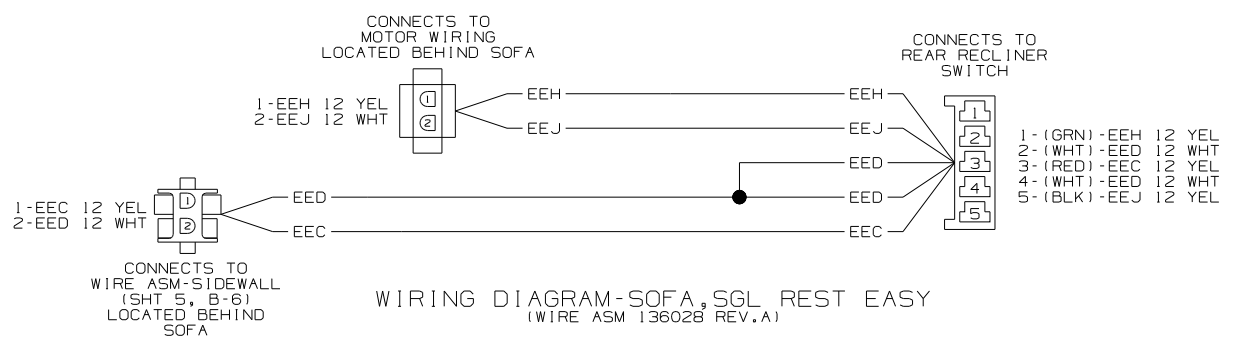 CONNECTS TO
MOTOR WIRING
LOCATED BEHIND SOFA
1-EEH 12 YEL
2-EEJ 12 WHT
1
2
EEH
EEJ
EEH
EEJ
EED
EED
EEC
CONNECTS TO
REAR RECLINER
SWITCH
1
2
3
4
5
1-(GRN)-EEH 12 YEL
2-(WHT)-EED 12 WHT
3-(RED)-EEC 12 YEL
4-(WHT)-EED 12 WHT
5-(BLK)-EEJ 12 YEL
1-EEC 12 YEL
2-EED 12 WHT
1
2
EED
EEC
CONNECTS TO
WIRE ASM-SIDEWALL
(SHT 5, B-6)
LOCATED BEHIND
SOFA
WIRING DIAGRAM-SOFA,SGL REST EASY
(WIRE ASM 136028 REV.A)